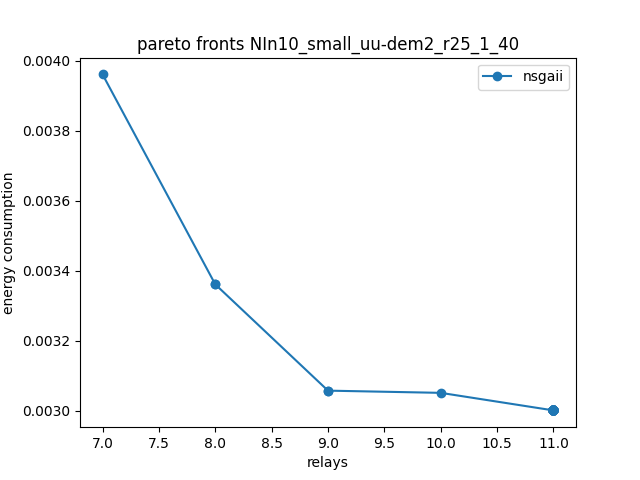 pareto fronts NIn10_small_uu-dem2_r25_1_40
nsgaii
energy consumption
0.0040
0.0038
0.0036
0.0034
0.0032
0.0030
7.0 7.5 8.0 8.5 9.0 9.5 10.0 10.5 11.0
relays